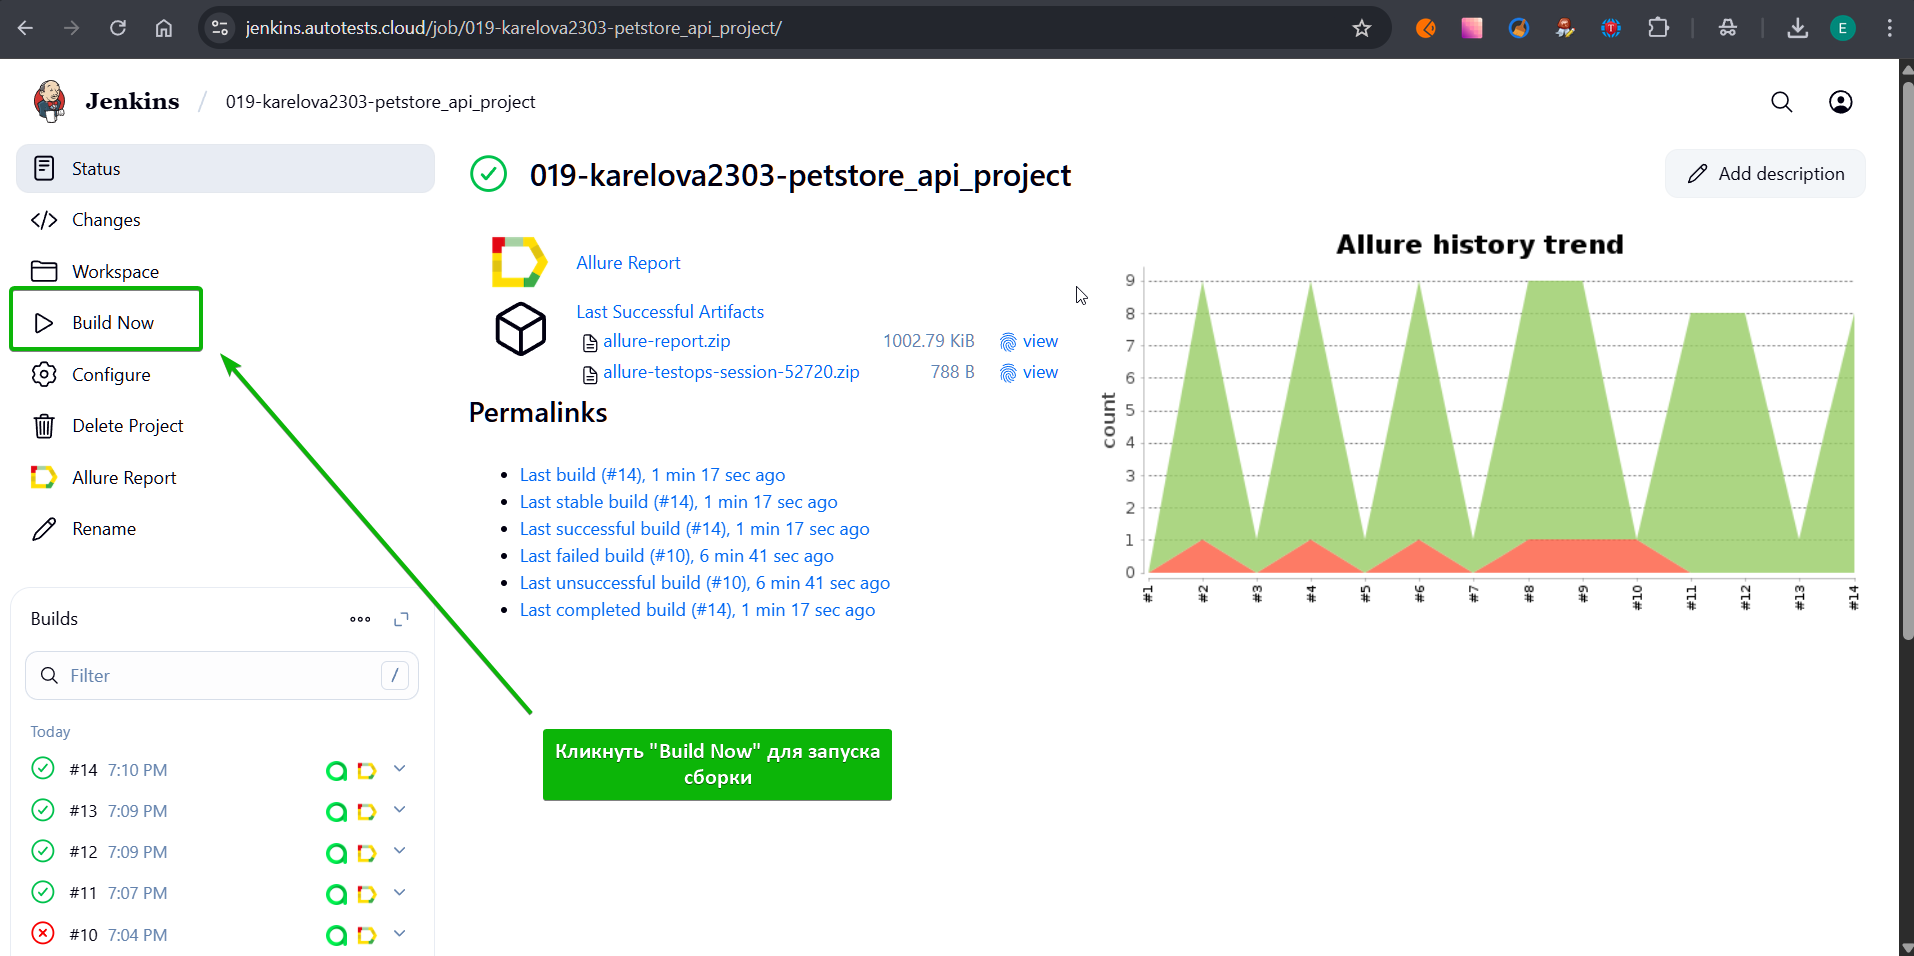 jenkins.autotests.cloud/job/019-karelova2303-petstore_api_project/
E
Jenkins / 019-karelova2303-petstore_api_project
Status
Changes
Workspace
Build Now
Configure
Delete Project
Allure Report
Rename
Builds
Filter /
Today
#14 7:10 PM
#13 7:09 PM
#12 7:09 PM
#11 7:07 PM
#10 7:04 PM
019-karelova2303-petstore_api_project
Add description
Allure Report
Last Successful Artifacts
allure-report.zip 1002.79 KiB view
allure-testops-session-52720.zip 788 B view
Permalinks
Last build (#14), 1 min 17 sec ago
Last stable build (#14), 1 min 17 sec ago
Last successful build (#14), 1 min 17 sec ago
Last failed build (#10), 6 min 41 sec ago
Last unsuccessful build (#10), 6 min 41 sec ago
Last completed build (#14), 1 min 17 sec ago
Кликнуть "Build Now" для запуска
сборки
Allure history trend
count
9
8
7
6
5
4
3
2
1
0
#1 #2 #3 #4 #5 #6 #7 #8 #9 #10 #11 #12 #13 #14